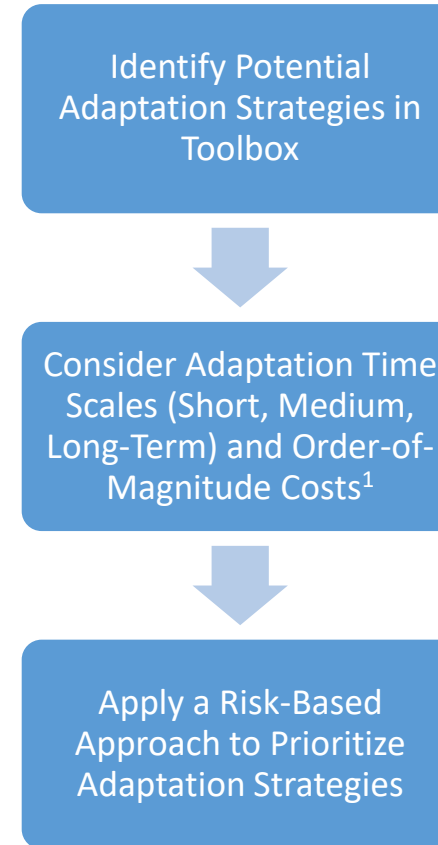 Identify Potential
Adaptation Strategies in
Toolbox
Consider Adaptation Time
Scales (Short, Medium,
Long-Term) and Order-of-
Magnitude Costs¹
Apply a Risk-Based
Approach to Prioritize
Adaptation Strategies